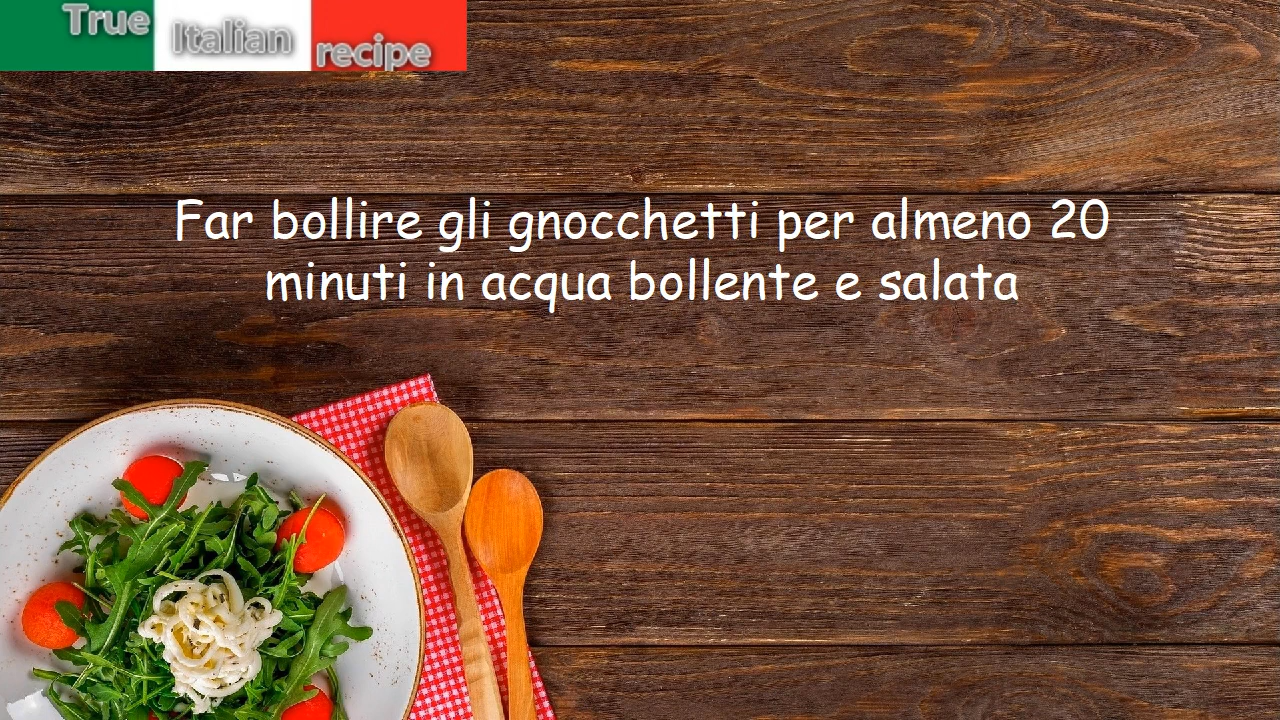 True
Italian
recipe
Far bollire gli gnocchetti per almeno 20
minuti in acqua bollente e salata